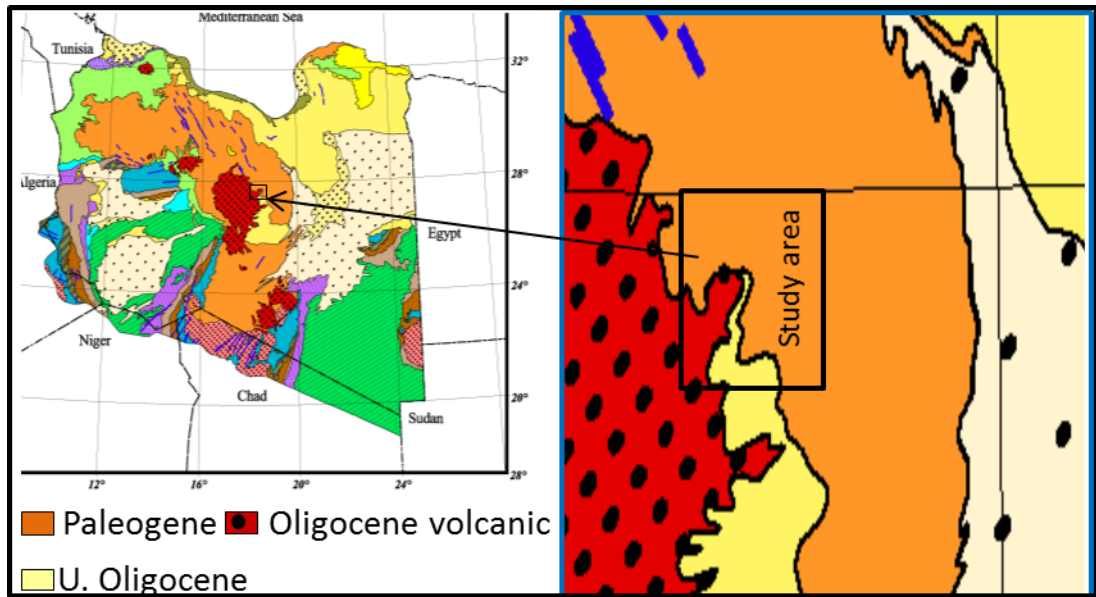 Mediterranean Sea
Tunisia
32°
28°
Algeria
Egypt
24°
Niger
Chad
20°
Sudan
28°
12°
16°
20°
24°
Study area
Paleogene
Oligocene volcanic
U. Oligocene